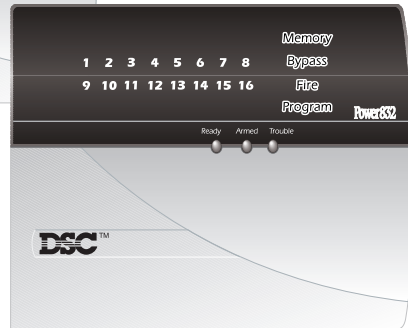 Memory
1 2 3 4 5 6 7 8 Bypass
9 10 11 12 13 14 15 16 Fire
Program Power832
Ready Armed Trouble
DSC™